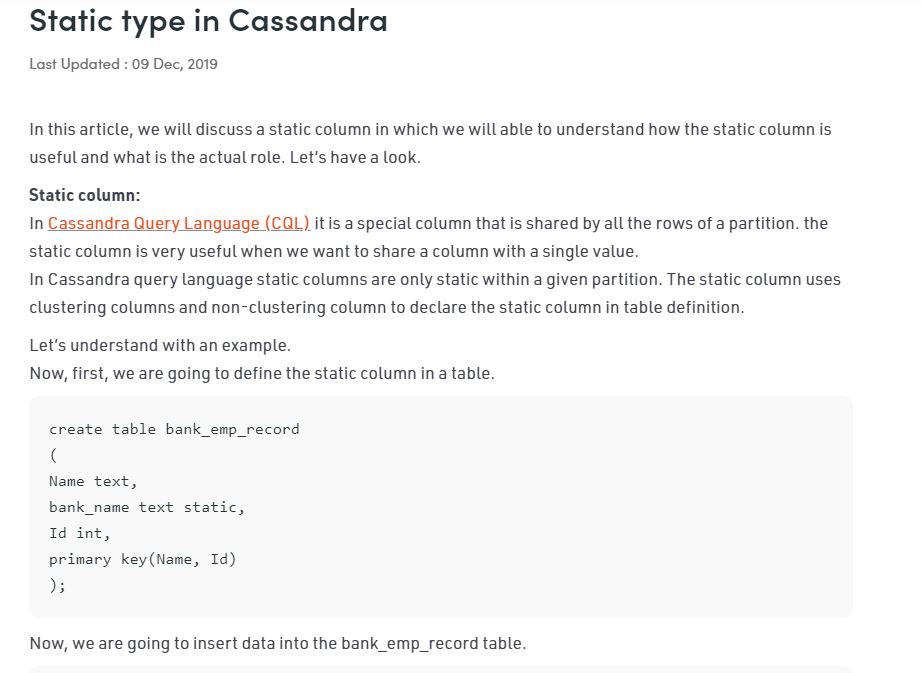 Static type in Cassandra
Last Updated : 09 Dec, 2019
In this article, we will discuss a static column in which we will able to understand how the static column is
useful and what is the actual role. Let's have a look.
Static column:
In Cassandra Query Language (CQL) it is a special column that is shared by all the rows of a partition. the
static column is very useful when we want to share a column with a single value.
In Cassandra query language static columns are only static within a given partition. The static column uses
clustering columns and non-clustering column to declare the static column in table definition.
Let's understand with an example.
Now, first, we are going to define the static column in a table.
create table bank_emp_record
(
Name text,
bank_name text static,
Id int,
primary key(Name, Id)
);
Now, we are going to insert data into the bank_emp_record table.